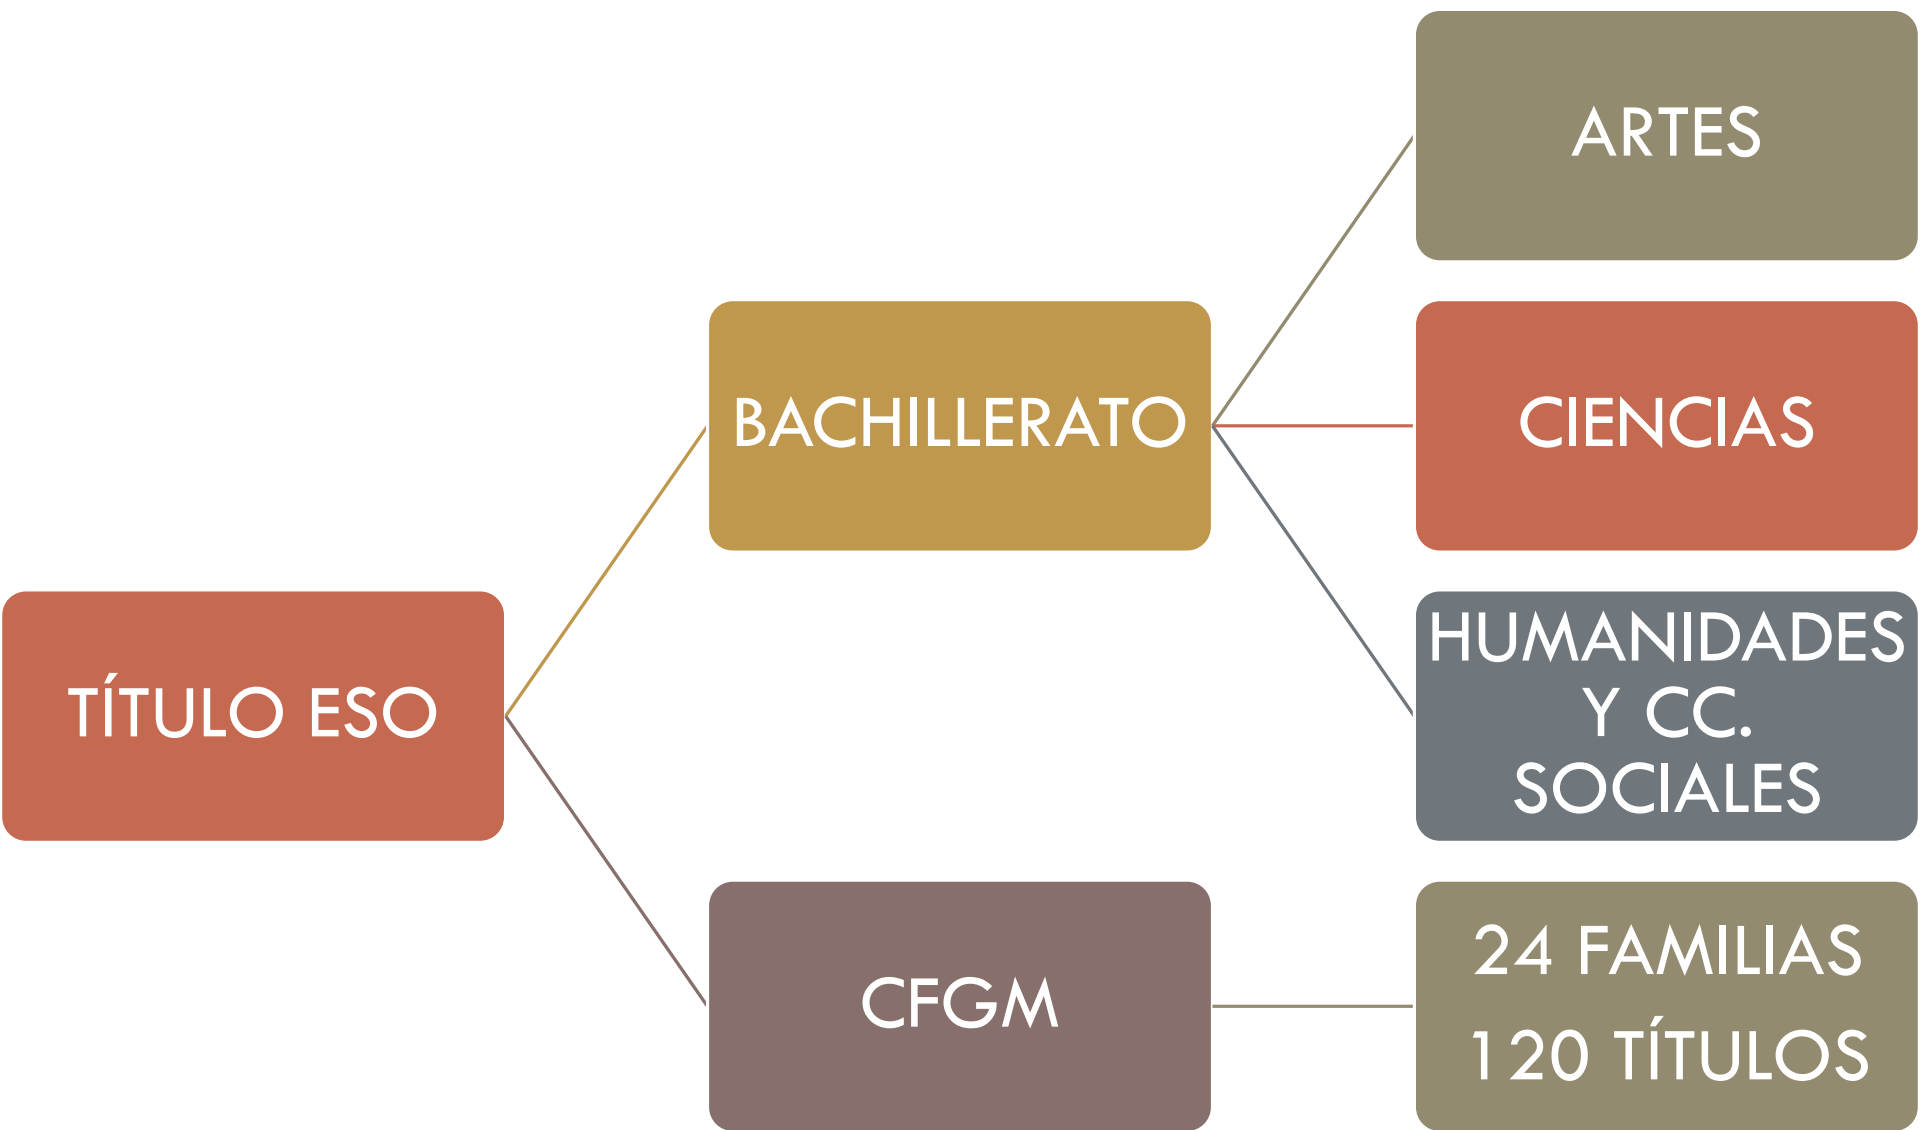 TÍTULO ESO
BACHILLERATO
ARTES
CIENCIAS
HUMANIDADES
Y CC.
SOCIALES
CFGM
24 FAMILIAS
120 TÍTULOS